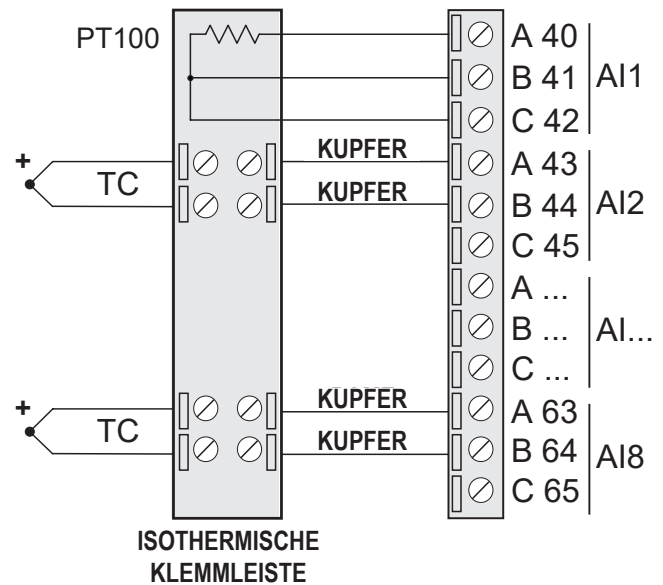 PT100
A 40
B 41
C 42
AI1
+
TC
KUPFER
KUPFER
A 43
B 44
C 45
AI2
A ...
B ...
C ...
AI...
+
TC
KUPFER
KUPFER
A 63
B 64
C 65
AI8
ISOTHERMISCHE
KLEMMLEISTE